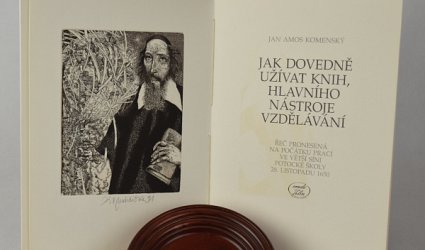 JAN AMOS KOMENSKÝ
JAK DOVEDNĚ
UŽÍVAT KNIH,
HLAVNÍHO
NÁSTROJE
VZDĚLÁVÁNÍ
ŘEČ PRONESENÁ
NA POČÁTKU PRACÍ
VE VĚTŠÍ SÍNI
POTOCKÉ ŠKOLY
28. LISTOPADU 1650